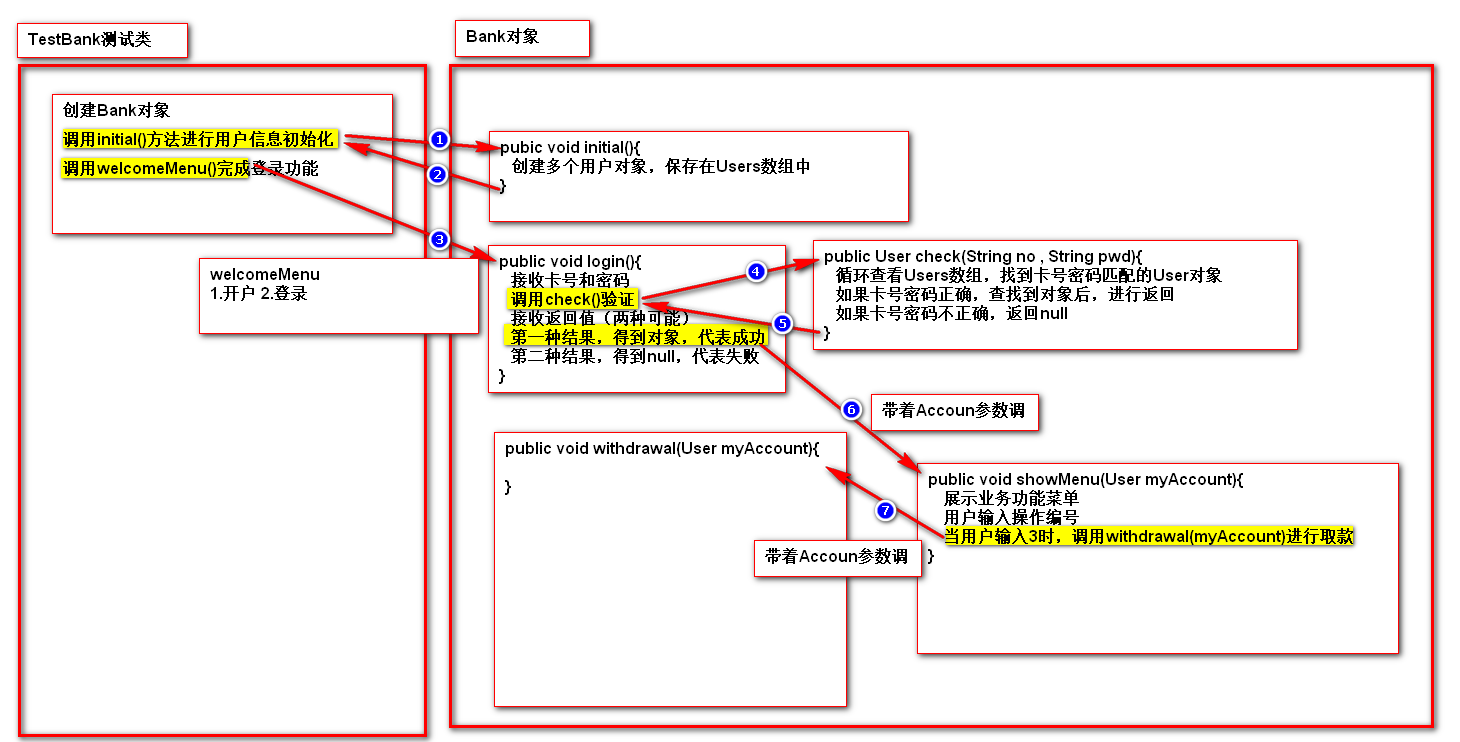 TestBank测试类
创建Bank对象
调用initial()方法进行用户信息初始化
调用welcomeMenu()完成登录功能
welcomeMenu
1.开户 2.登录
Bank对象
1
2
3
pubic void initial(){
创建多个用户对象，保存在Users数组中
}
public void login(){
接收卡号和密码
调用check()验证
接收返回值（两种可能）
第一种结果，得到对象，代表成功
第二种结果，得到null，代表失败
}
4
5
public User check(String no , String pwd){
循环查看Users数组，找到卡号密码匹配的User对象
如果卡号密码正确，查找到对象后，进行返回
如果卡号密码不正确，返回null
}
6
带着Accoun参数调
public void withdrawal(User myAccount){
}
7
带着Accoun参数调
public void showMenu(User myAccount){
展示业务功能菜单
用户输入操作编号
当用户输入3时，调用withdrawal(myAccount)进行取款
}